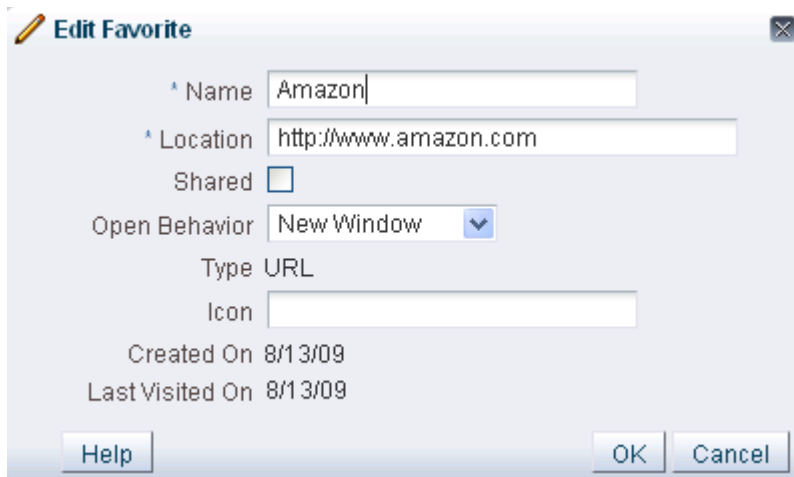 Edit Favorite
* Name Amazon
* Location http://www.amazon.com
Shared
Open Behavior New Window
Type URL
Icon
Created On 8/13/09
Last Visited On 8/13/09
Help OK Cancel